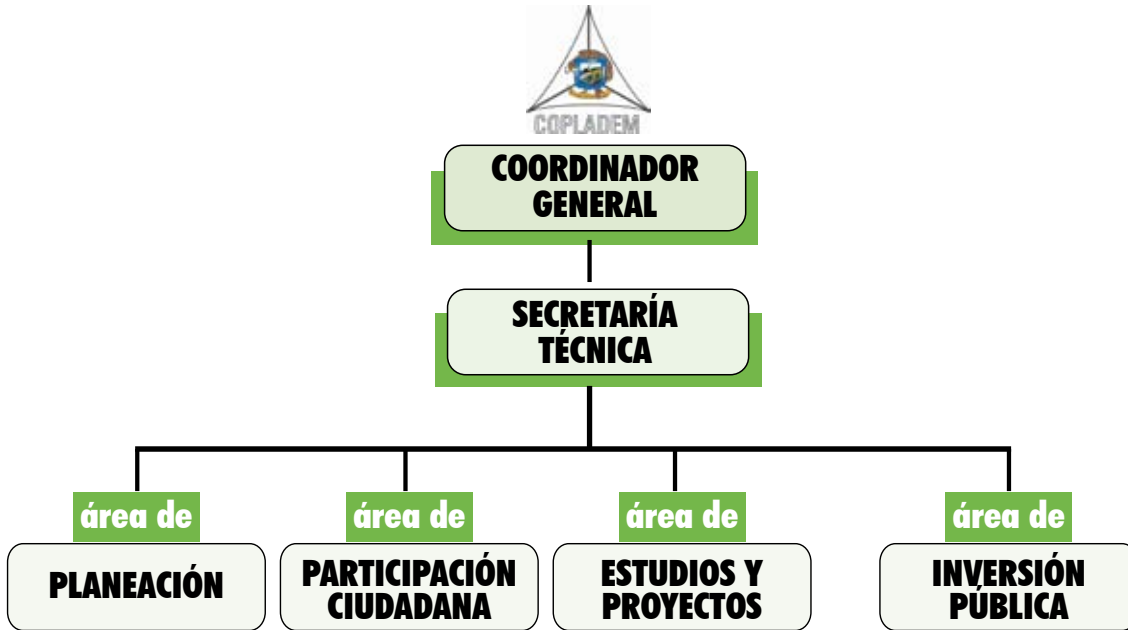 COPLADEM
COORDINADOR
GENERAL
SECRETARÍA
TÉCNICA
área de
PLANEACIÓN
área de
PARTICIPACIÓN
CIUDADANA
área de
ESTUDIOS Y
PROYECTOS
área de
INVERSIÓN
PÚBLICA